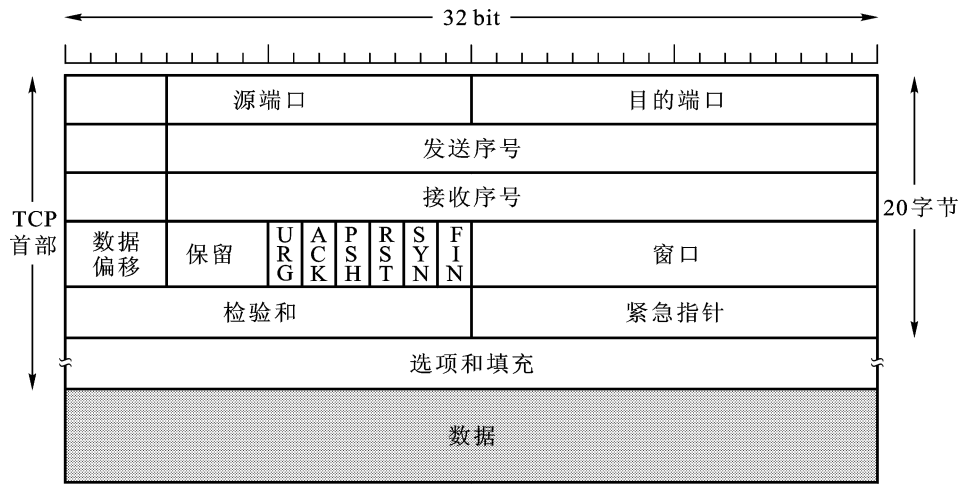 32 bit
源端口
目的端口
发送序号
接收序号
TCP
首部
20字节
数据
偏移
保留
URG
ACK
PSH
RST
SYN
FIN
窗口
检验和
紧急指针
选项和填充
数据